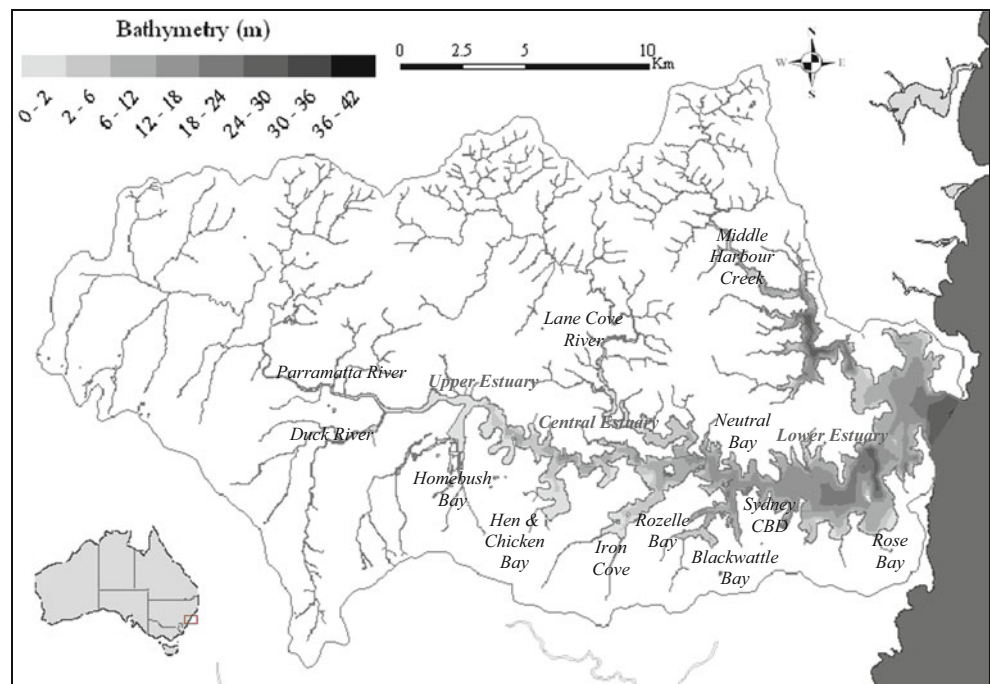 Bathymetry (m)
0 - 2
2 - 6
6 - 12
12 - 18
18 - 24
24 - 30
30 - 36
36 - 42
0
2.5
5
10
Km
N
W
E
S
Middle
Harbour
Creek
Lane Cove
River
Parramatta River
Upper Estuary
Central Estuary
Neutral
Bay
Lower Estuary
Duck River
Homebush
Bay
Hen &
Chicken
Bay
Iron
Cove
Rozelle
Bay
Blackwattle
Bay
Sydney
CBD
Rose
Bay